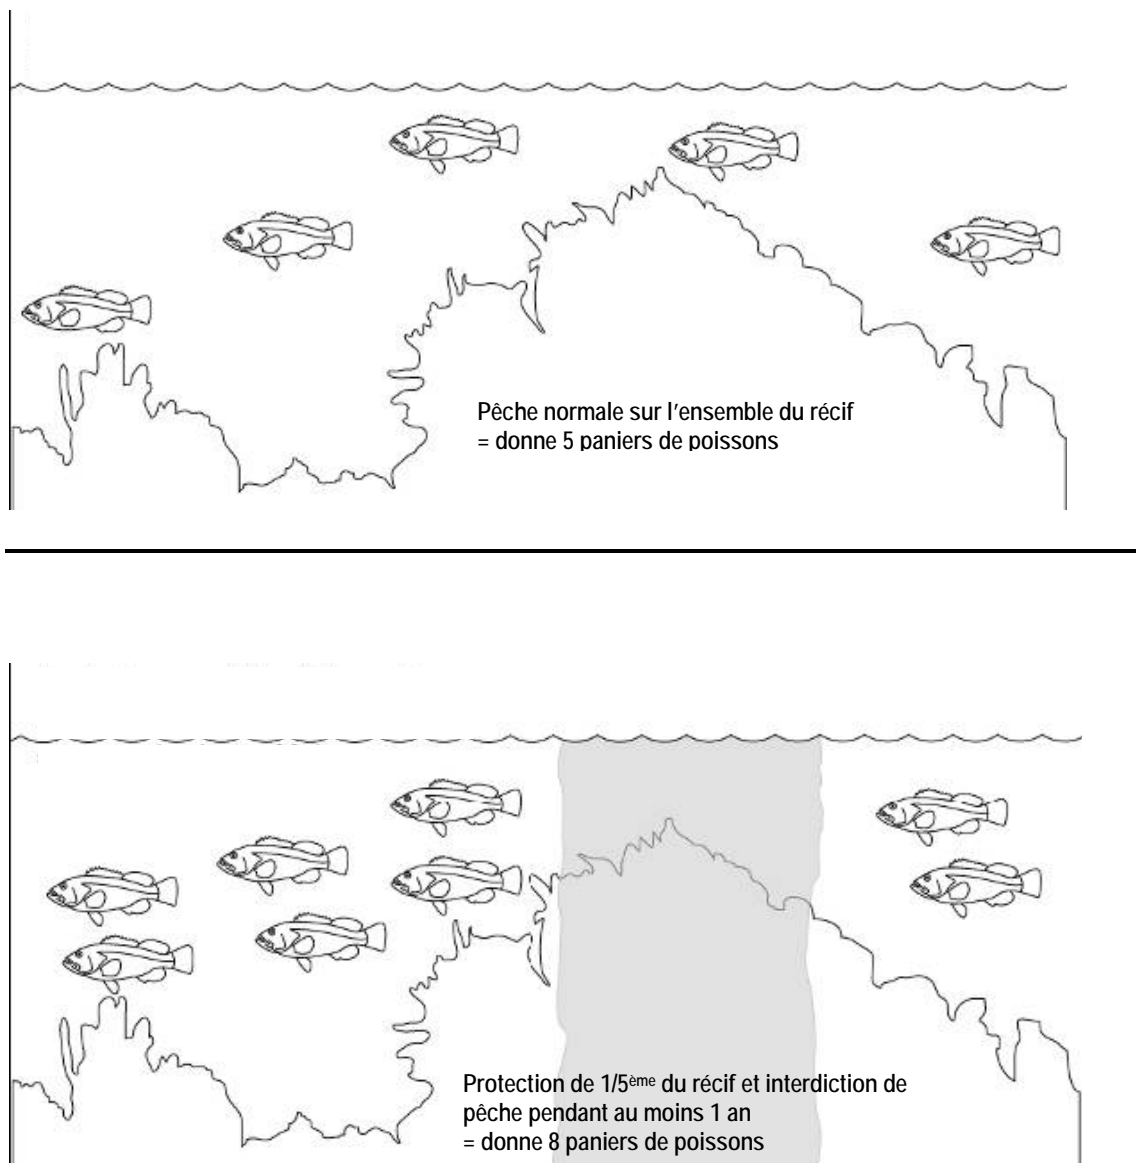 Pêche normale sur l'ensemble du récif
= donne 5 paniers de poissons
Protection de 1/5ème du récif et interdiction de
pêche pendant au moins 1 an
= donne 8 paniers de poissons